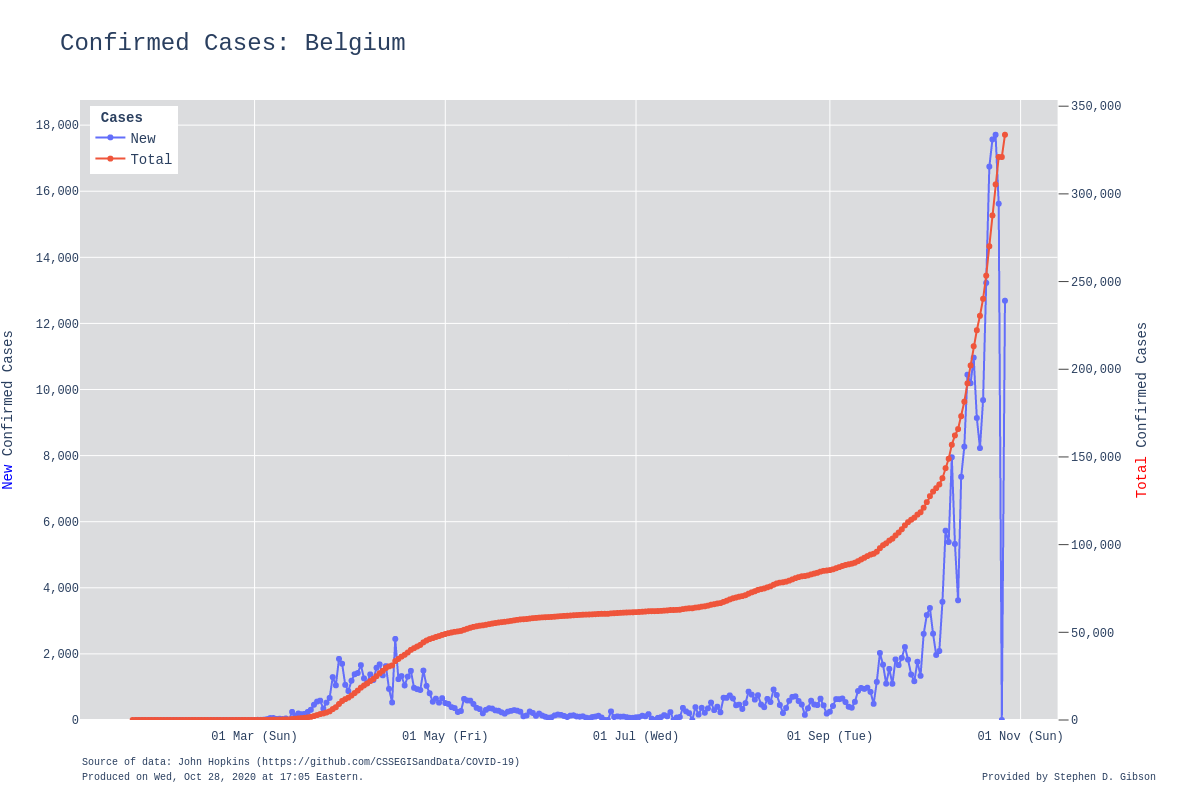 Confirmed Cases: Belgium
Cases
New
Total
18,000
16,000
14,000
12,000
10,000
8,000
6,000
4,000
2,000
0
350,000
300,000
250,000
200,000
150,000
100,000
50,000
0
New Confirmed Cases
Total Confirmed Cases
01 Mar (Sun)
01 May (Fri)
01 Jul (Wed)
01 Sep (Tue)
01 Nov (Sun)
Source of data: John Hopkins (https://github.com/CSSEGISandData/COVID-19)
Produced on Wed, Oct 28, 2020 at 17:05 Eastern.
Provided by Stephen D. Gibson